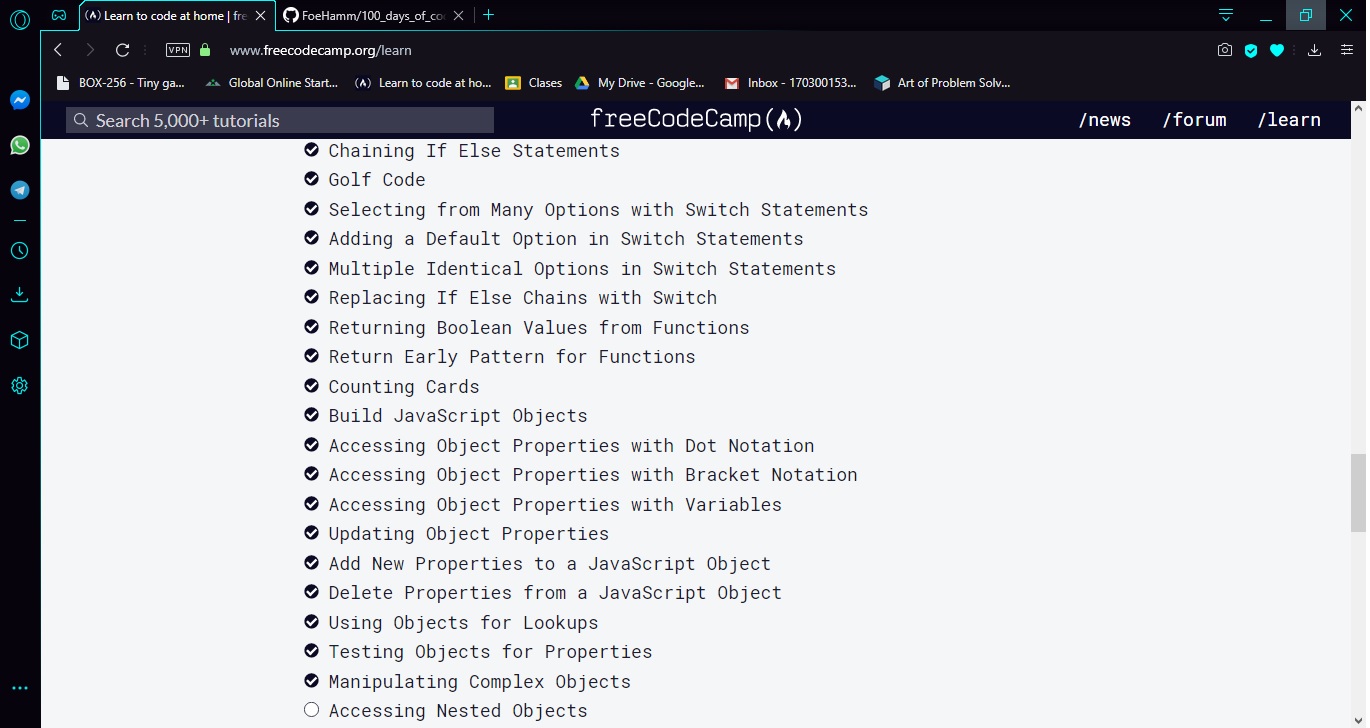 Learn to code at home | fre
FoeHamm/100_days_of_co
VPN
www.freecodecamp.org/learn
BOX-256 - Tiny ga... Global Online Start... Learn to code at ho... Clases My Drive - Google... Inbox - 170300153... Art of Problem Solv...
Search 5,000+ tutorials freeCodeCamp /news /forum /learn
Chaining If Else Statements
Golf Code
Selecting from Many Options with Switch Statements
Adding a Default Option in Switch Statements
Multiple Identical Options in Switch Statements
Replacing If Else Chains with Switch
Returning Boolean Values from Functions
Return Early Pattern for Functions
Counting Cards
Build JavaScript Objects
Accessing Object Properties with Dot Notation
Accessing Object Properties with Bracket Notation
Accessing Object Properties with Variables
Updating Object Properties
Add New Properties to a JavaScript Object
Delete Properties from a JavaScript Object
Using Objects for Lookups
Testing Objects for Properties
Manipulating Complex Objects
Accessing Nested Objects